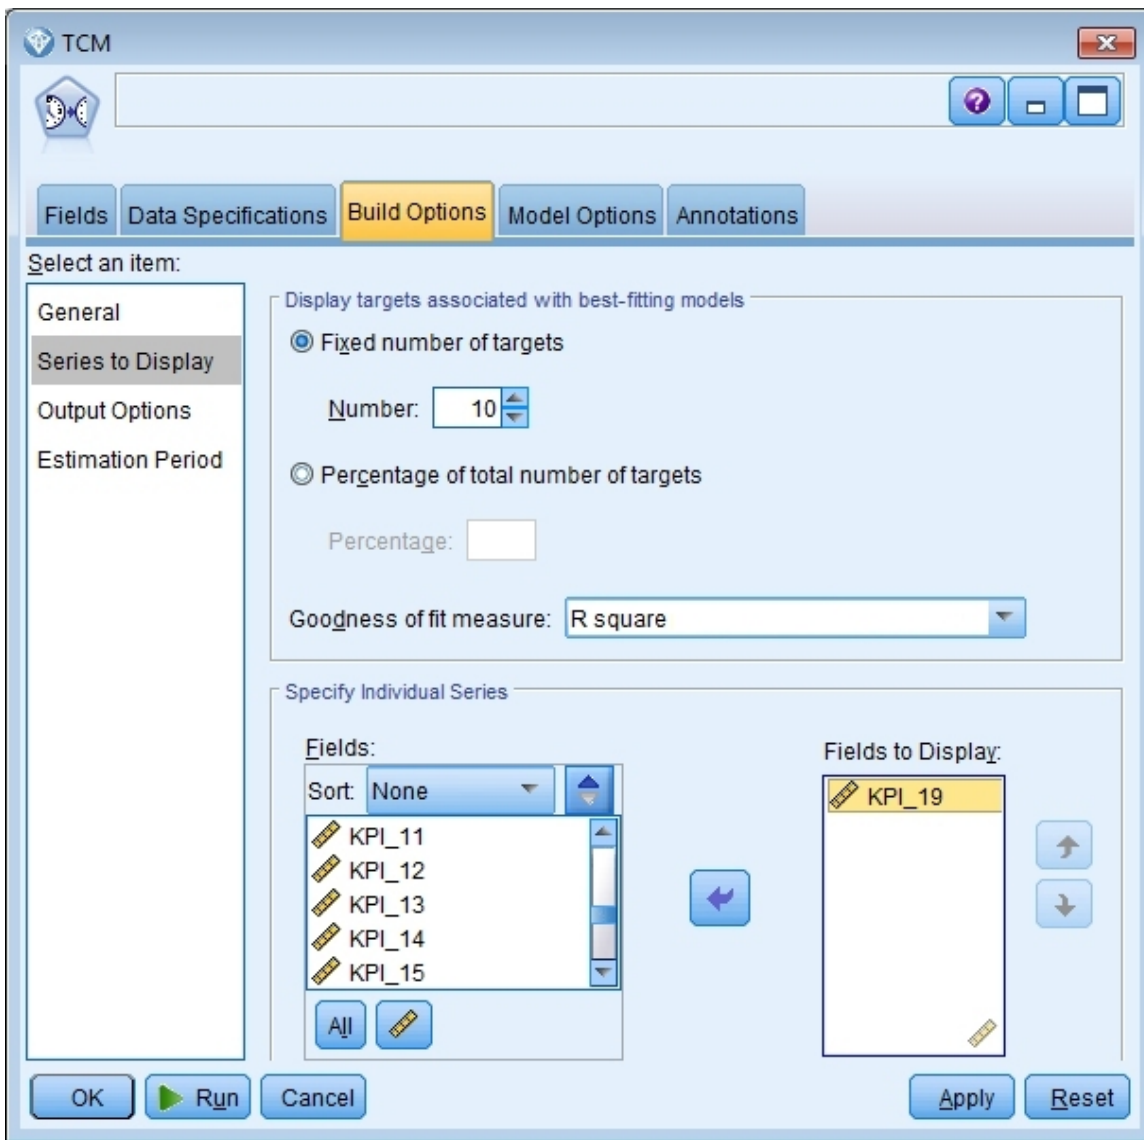 TCM
Fields Data Specifications Build Options Model Options Annotations
Select an item:
General
Series to Display
Output Options
Estimation Period
Display targets associated with best-fitting models
Fixed number of targets
Number: 10
Percentage of total number of targets
Percentage:
Goodness of fit measure: R square
Specify Individual Series
Fields:
Sort: None
KPI_11
KPI_12
KPI_13
KPI_14
KPI_15
All
Fields to Display:
KPI_19
OK Run Cancel Apply Reset